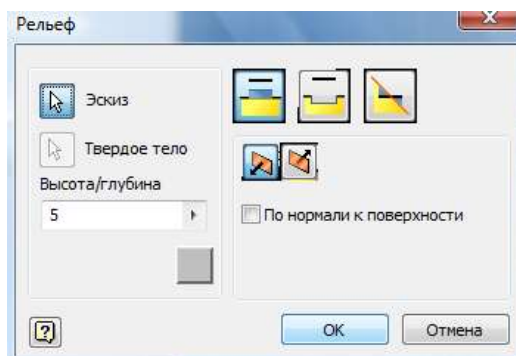 Рельеф
Эскиз
Твердое тело
Высота/глубина
5
По нормали к поверхности
ОК
Отмена